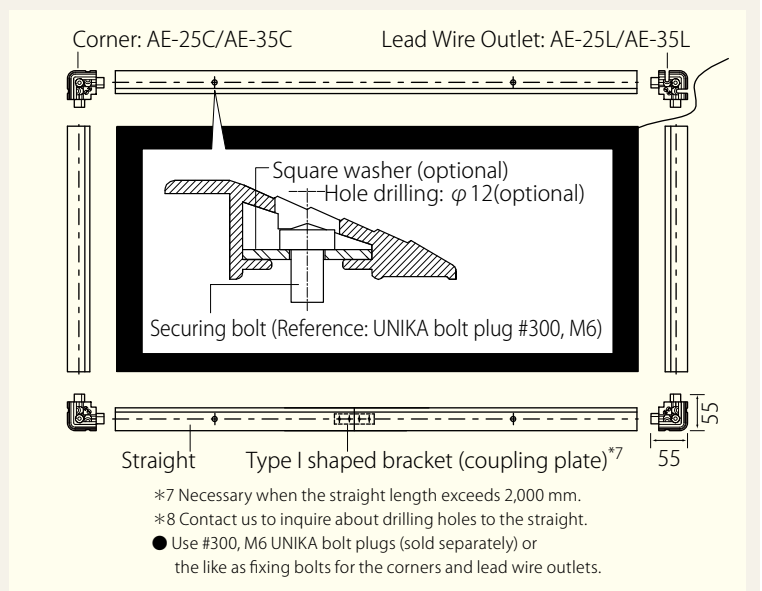 Corner: AE-25C/AE-35C
Lead Wire Outlet: AE-25L/AE-35L
Square washer (optional)
Hole drilling: φ 12(optional)
Securing bolt (Reference: UNIKA bolt plug #300, M6)
55
Straight
Type I shaped bracket (coupling plate)*7
55
*7 Necessary when the straight length exceeds 2,000 mm.
*8 Contact us to inquire about drilling holes to the straight.
● Use #300, M6 UNIKA bolt plugs (sold separately) or
the like as fixing bolts for the corners and lead wire outlets.